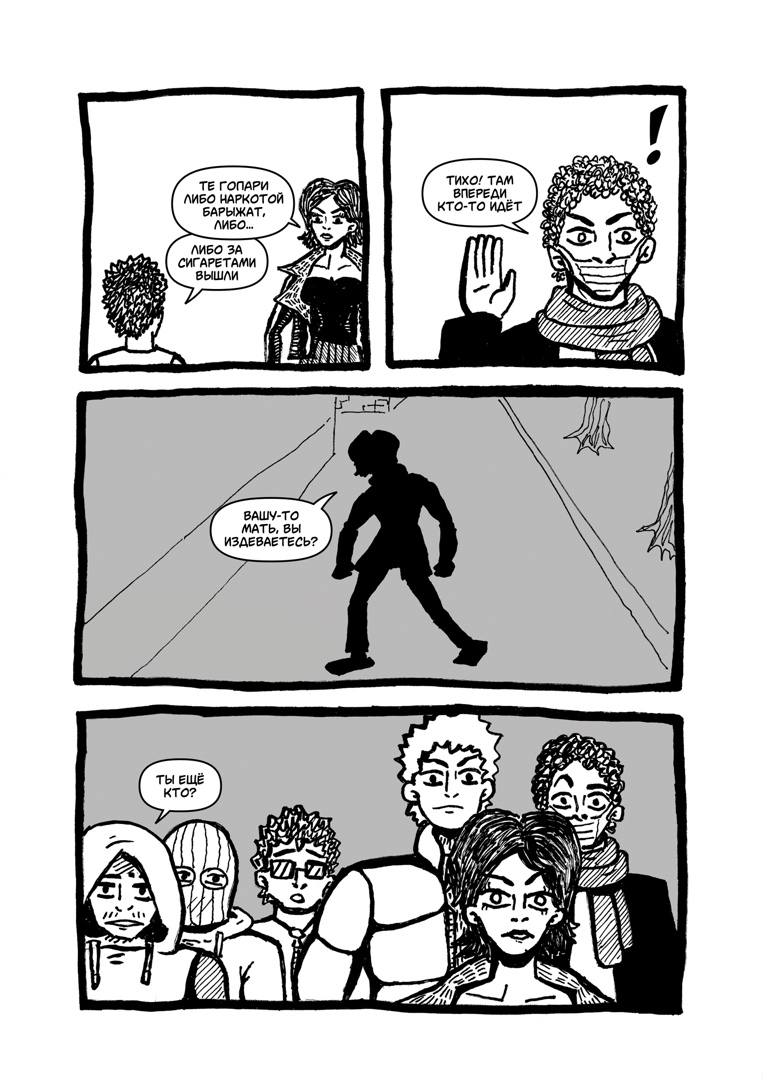 ТЕ ГОПАРИ
ЛИБО НАРКОТОЙ
БАРЫЖАТ,
ЛИБО...
ЛИБО ЗА
СИГАРЕТАМИ
ВЫШЛИ
!
ТИХО! ТАМ
ВПЕРЕДИ
КТО-ТО ИДЁТ
ВАШУ-ТО
МАТЬ, ВЫ
ИЗДЕВАЕТЕСЬ?
ТЫ ЕЩЁ
КТО?